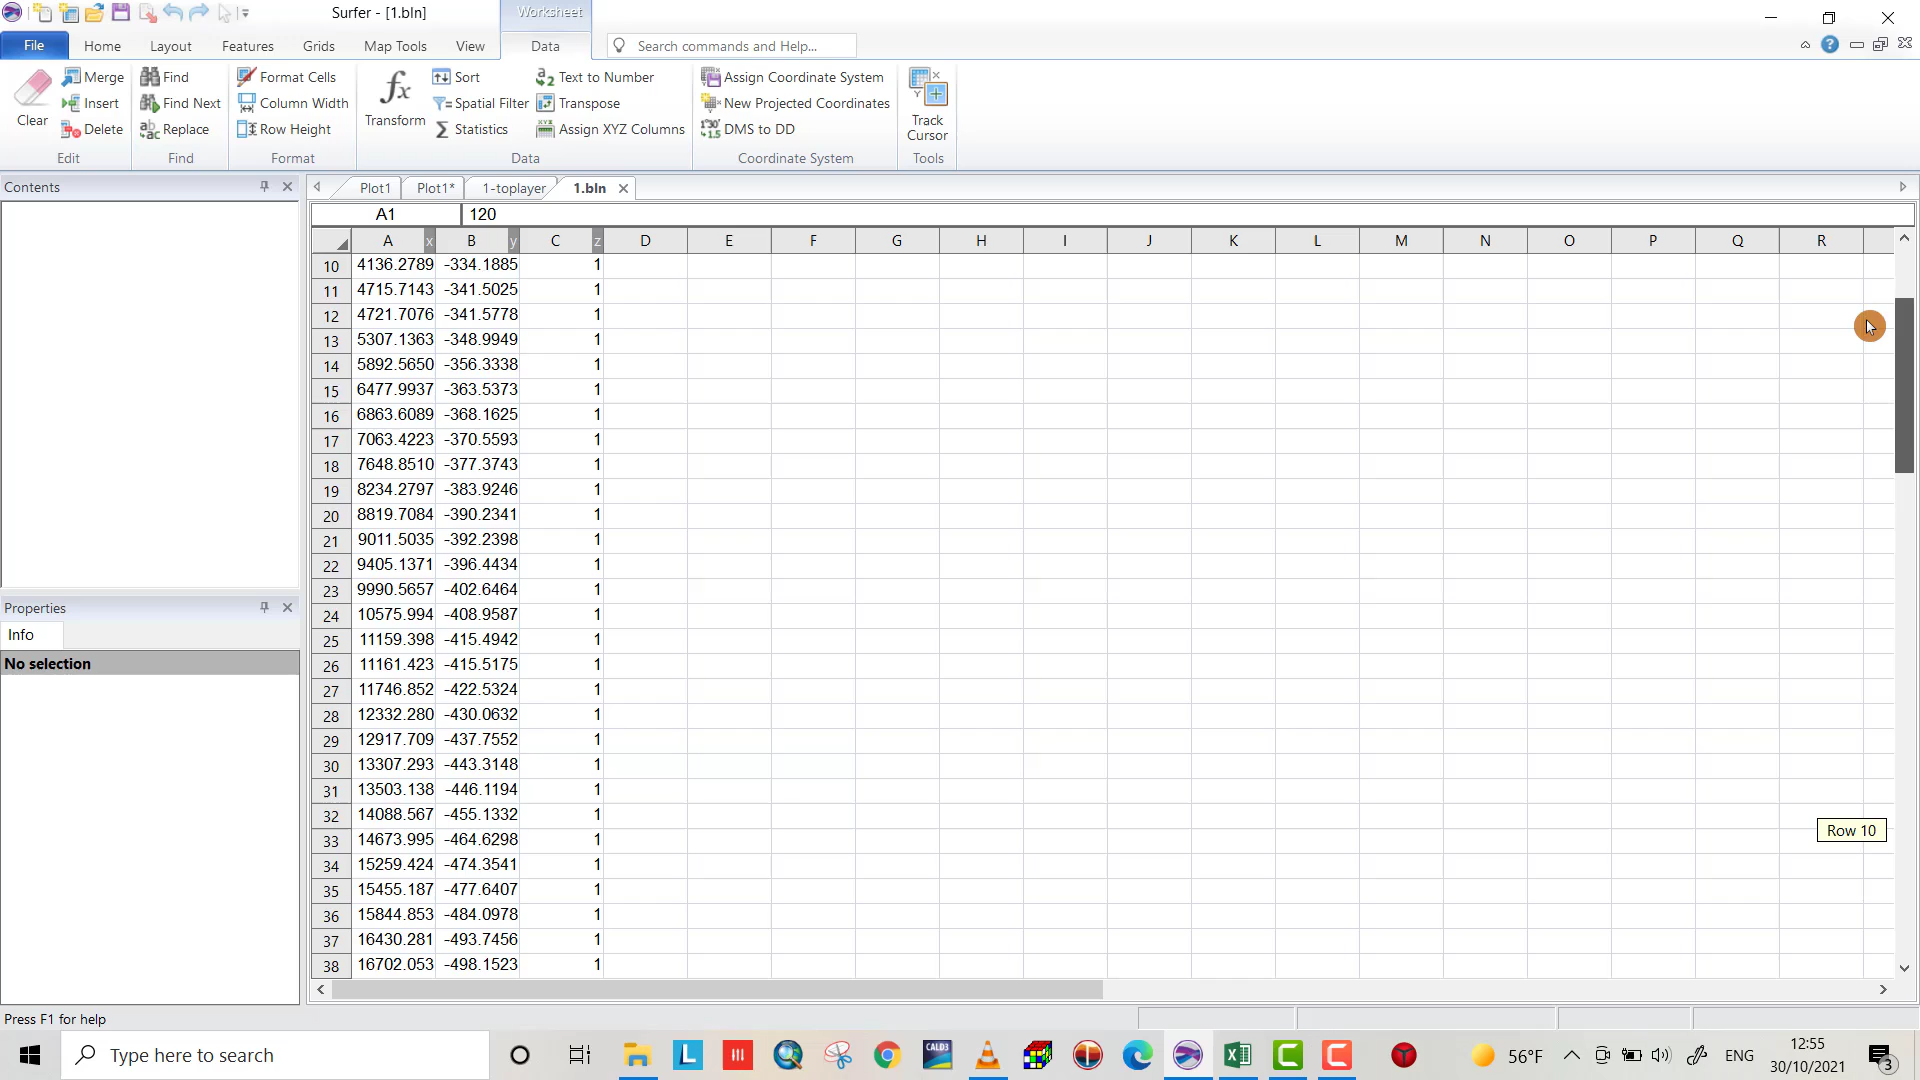 Surfer - [1.bln]
Worksheet
File Home Layout Features Grids Map Tools View Data Search commands and Help...
Clear Merge Find Format Cells Transform Sort Text to Number Assign Coordinate System Track Cursor
Insert Find Next Column Width Spatial Filter Transpose New Projected Coordinates
Delete Replace Row Height Statistics Assign XYZ Columns DMS to DD
Edit Find Format Data Coordinate System Tools
Contents
Plot1 Plot1* 1-toplayer 1.bln
A1 120
A x B y C z D E F G H I J K L M N O P Q R
10 4136.2789 -334.1885 1
11 4715.7143 -341.5025 1
12 4721.7076 -341.5778 1
13 5307.1363 -348.9949 1
14 5892.5650 -356.3338 1
15 6477.9937 -363.5373 1
16 6863.6089 -368.1625 1
17 7063.4223 -370.5593 1
18 7648.8510 -377.3743 1
19 8234.2797 -383.9246 1
20 8819.7084 -390.2341 1
21 9011.5035 -392.2398 1
22 9405.1371 -396.4434 1
23 9990.5657 -402.6464 1
24 10575.994 -408.9587 1
25 11159.398 -415.4942 1
26 11161.423 -415.5175 1
27 11746.852 -422.5324 1
28 12332.280 -430.0632 1
29 12917.709 -437.7552 1
30 13307.293 -443.3148 1
31 13503.138 -446.1194 1
32 14088.567 -455.1332 1
33 14673.995 -464.6298 1
34 15259.424 -474.3541 1
35 15455.187 -477.6407 1
36 15844.853 -484.0978 1
37 16430.281 -493.7456 1
38 16702.053 -498.1523 1
Row 10
Properties
Info
No selection
Press F1 for help
Type here to search
CALD3
56°F
ENG
12:55
30/10/2021
3